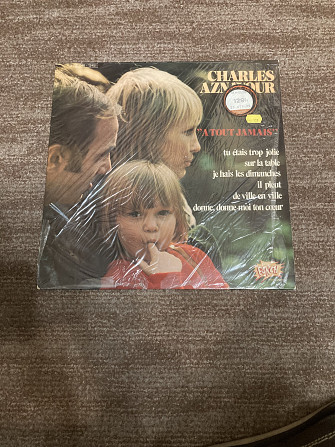 CHARLES
AZNAVOUR
"A TOUT JAMAIS"
tu étais trop jolie
sur la table
je hais les dimanches
il pleut
de ville en ville
donne, donne-moi ton cœur